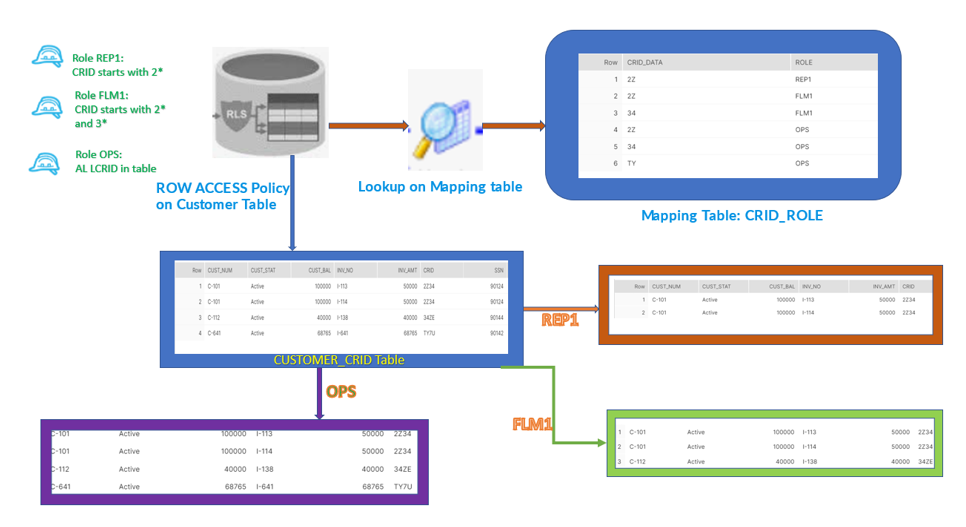 Role REP1:
CRID starts with 2*
Role FLM1:
CRID starts with 2*
and 3*
Role OPS:
AL LCRID in table
RLS
ROW ACCESS Policy
on Customer Table
Lookup on Mapping table
Row CRID_DATA ROLE
1 2Z REP1
2 2Z FLM1
3 34 FLM1
4 2Z OPS
5 34 OPS
6 TY OPS
Mapping Table: CRID_ROLE
Row CUST_NUM CUST_STAT CUST_BAL INV_NO INV_AMT CRID SSN
1 C-101 Active 100000 I-113 50000 2Z34 90124
2 C-101 Active 100000 I-114 50000 2Z34 90124
3 C-112 Active 40000 I-138 40000 34ZE 90144
4 C-641 Active 68765 I-641 68765 TY7U 90142
CUSTOMER_CRID Table
REP1
Row CUST_NUM CUST_STAT CUST_BAL INV_NO INV_AMT CRID
1 C-101 Active 100000 I-113 50000 2Z34
2 C-101 Active 100000 I-114 50000 2Z34
OPS
C-101 Active 100000 I-113 50000 2Z34
C-101 Active 100000 I-114 50000 2Z34
C-112 Active 40000 I-138 40000 34ZE
C-641 Active 68765 I-641 68765 TY7U
FLM1
1 C-101 Active 100000 I-113 50000 2Z34
2 C-101 Active 100000 I-114 50000 2Z34
3 C-112 Active 40000 I-138 40000 34ZE